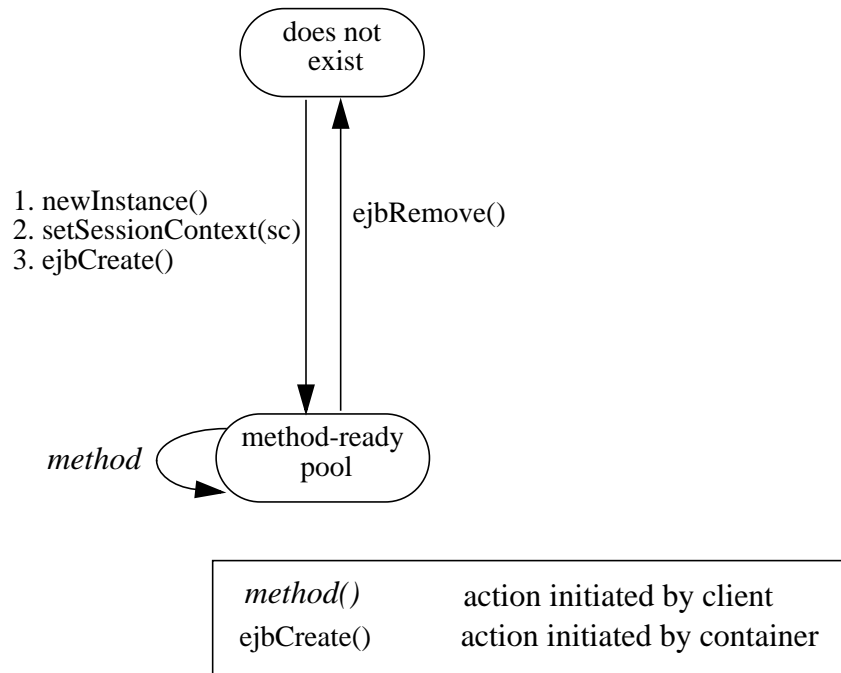 does not
exist
1. newInstance()
2. setSessionContext(sc)
3. ejbCreate()
ejbRemove()
method-ready
pool
method
method() action initiated by client
ejbCreate() action initiated by container